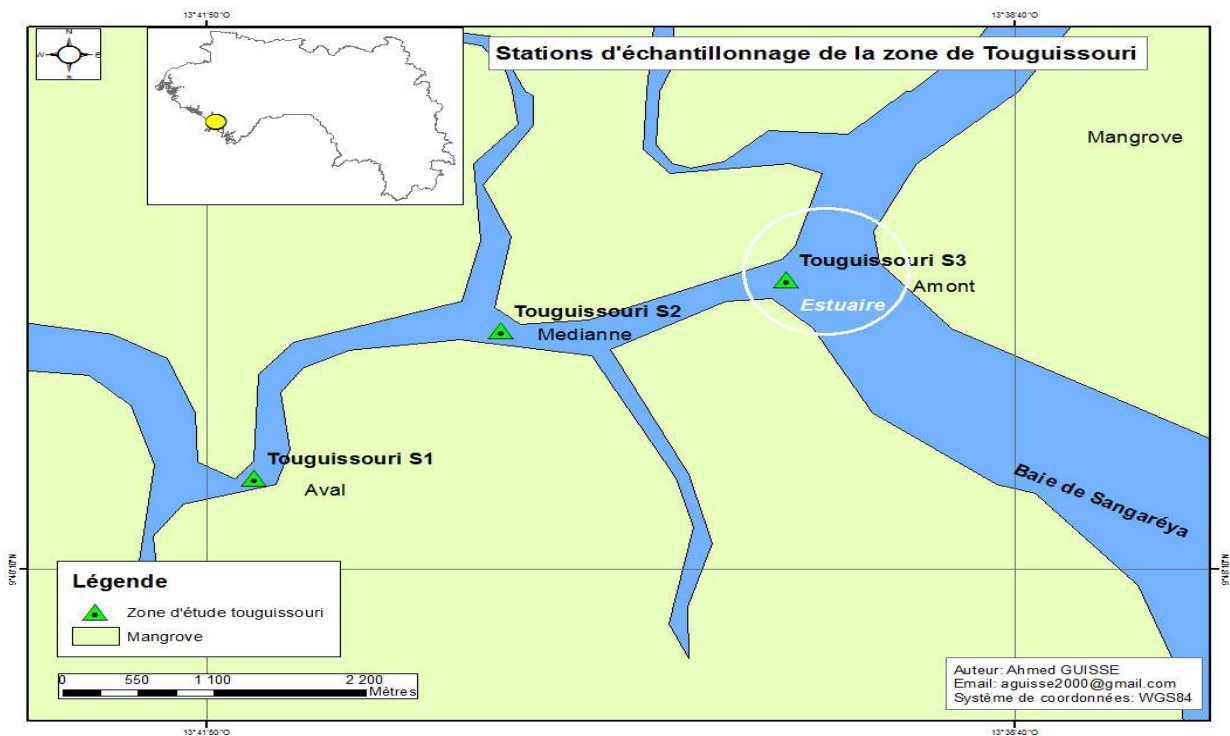 13°41'50"O
13°38'40"O
N
W
E
S
Stations d'échantillonnage de la zone de Touguissouri
Mangrove
Touguissouri S3
Amont
Estuaire
Touguissouri S2
Medianne
Touguissouri S1
Aval
Baie de Sangaréya
Légende
Zone d'étude touguissouri
Mangrove
0 550 1 100 2 200
Mètres
Auteur: Ahmed GUISSE
Email: aguisse2000@gmail.com
Système de coordonnées: WGS84
13°41'50"O
13°38'40"O